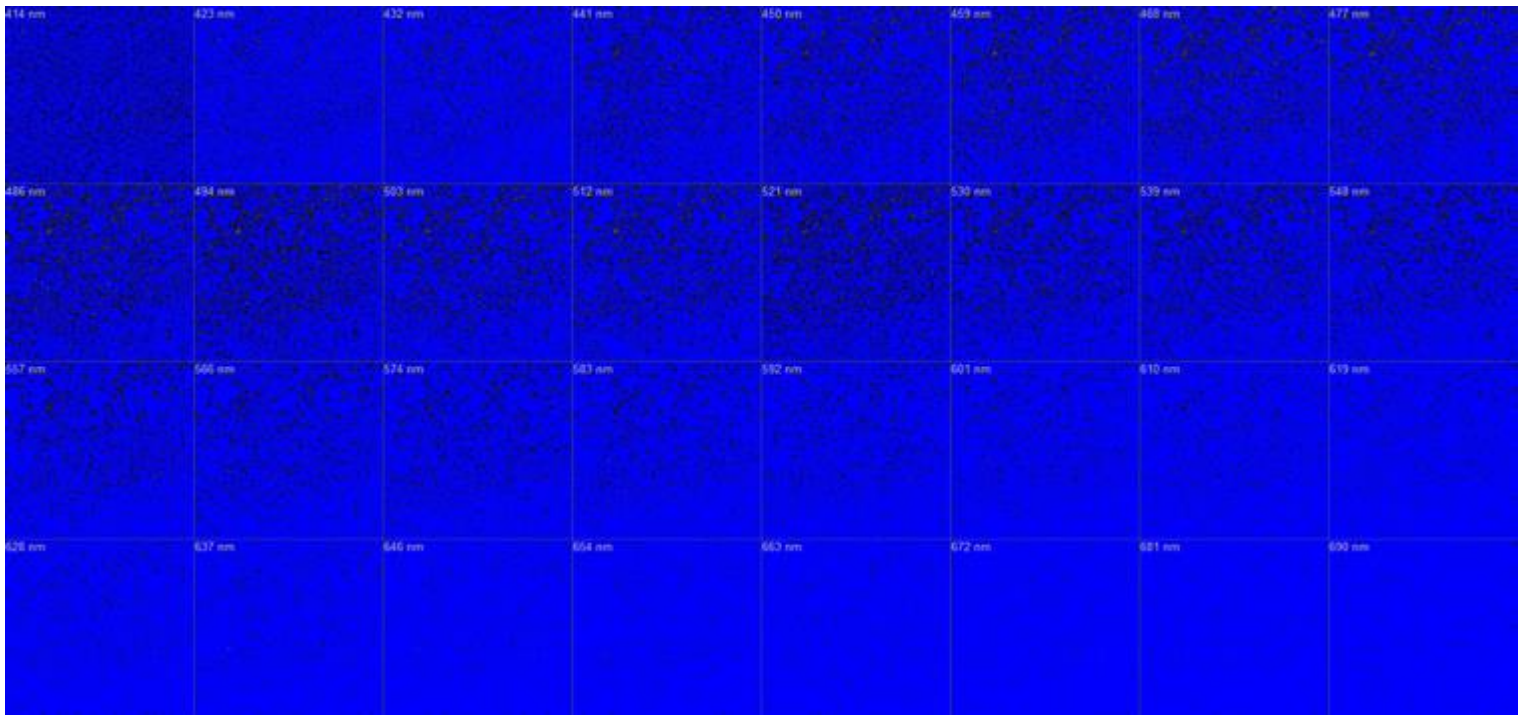 414 nm 423 nm 432 nm 441 nm 450 nm 459 nm 468 nm 477 nm
486 nm 494 nm 503 nm 512 nm 521 nm 530 nm 539 nm 548 nm
557 nm 566 nm 574 nm 583 nm 592 nm 601 nm 610 nm 619 nm
628 nm 637 nm 646 nm 654 nm 663 nm 672 nm 681 nm 690 nm